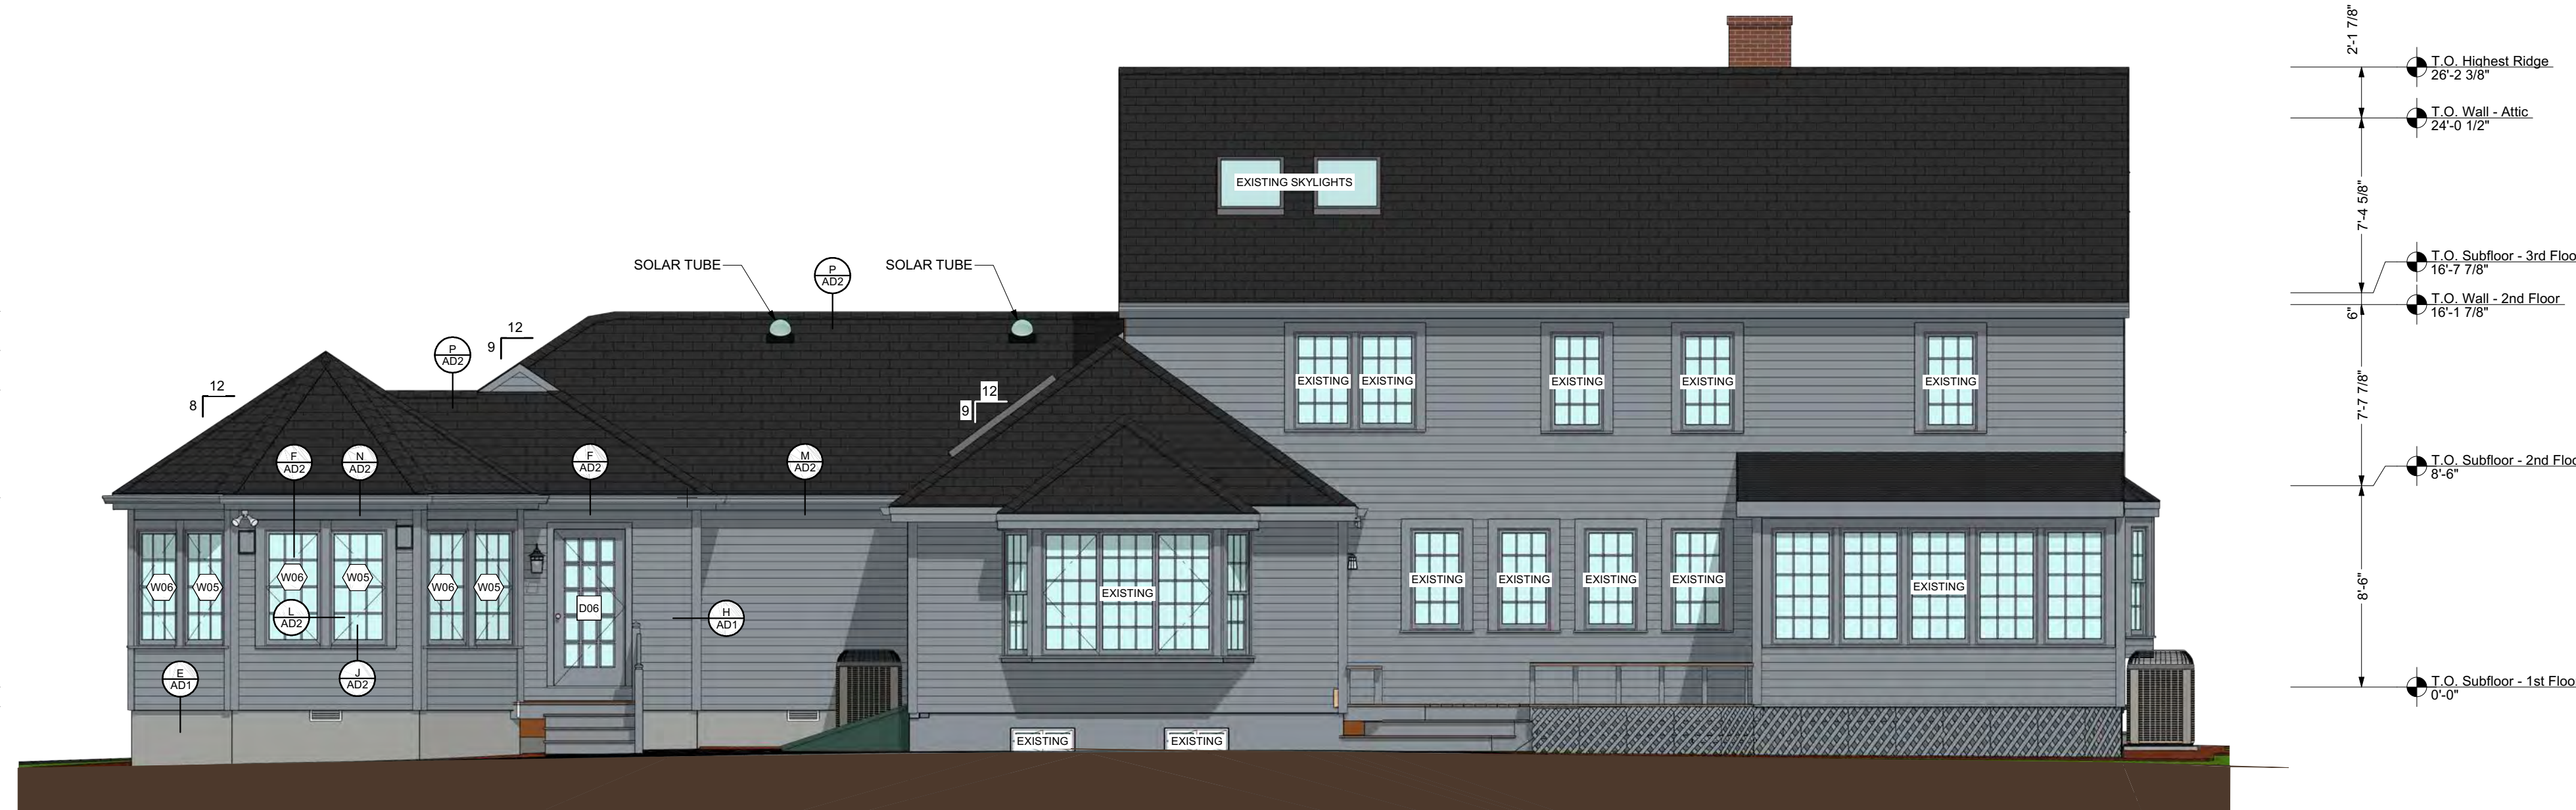 2'-1 7/8"
T.O. Highest Ridge
26'-2 3/8"
T.O. Wall - Attic
24'-0 1/2"
EXISTING SKYLIGHTS
7'-4 5/8"
SOLAR TUBE
P
AD2
SOLAR TUBE
T.O. Subfloor - 3rd Floo
16'-7 7/8"
T.O. Wall - 2nd Floor
16'-1 7/8"
6"
12
9
P
AD2
12
8
12
9
EXISTING
EXISTING
EXISTING
EXISTING
EXISTING
7'-7 7/8"
F
AD2
N
AD2
F
AD2
M
AD2
T.O. Subfloor - 2nd Floo
8'-6"
W06
W05
W06
W05
W06
W05
D06
L
AD2
H
AD1
EXISTING
EXISTING
EXISTING
EXISTING
EXISTING
EXISTING
8'-6"
E
AD1
J
AD2
T.O. Subfloor - 1st Floo
0'-0"
EXISTING
EXISTING